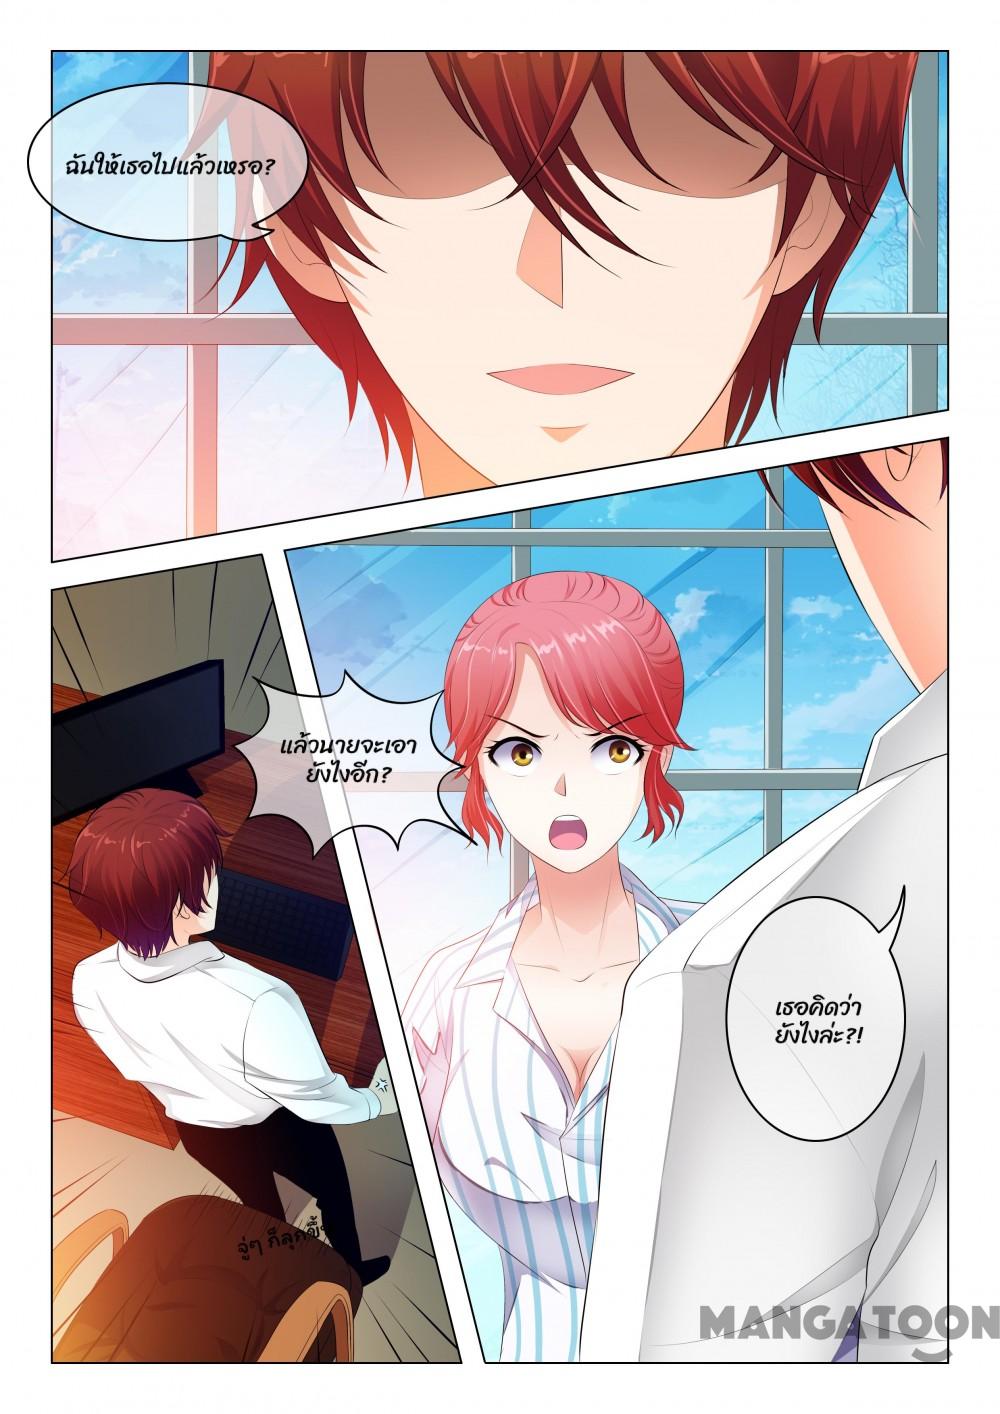 ฉันให้เธอไปแล้วเหรอ?
แล้วนายจะเอา
ยังไงอีก?
เธอคิดว่า
ยังไงล่ะ?!
จู่ๆ ก็ลุกขึ้น
MANGATOON